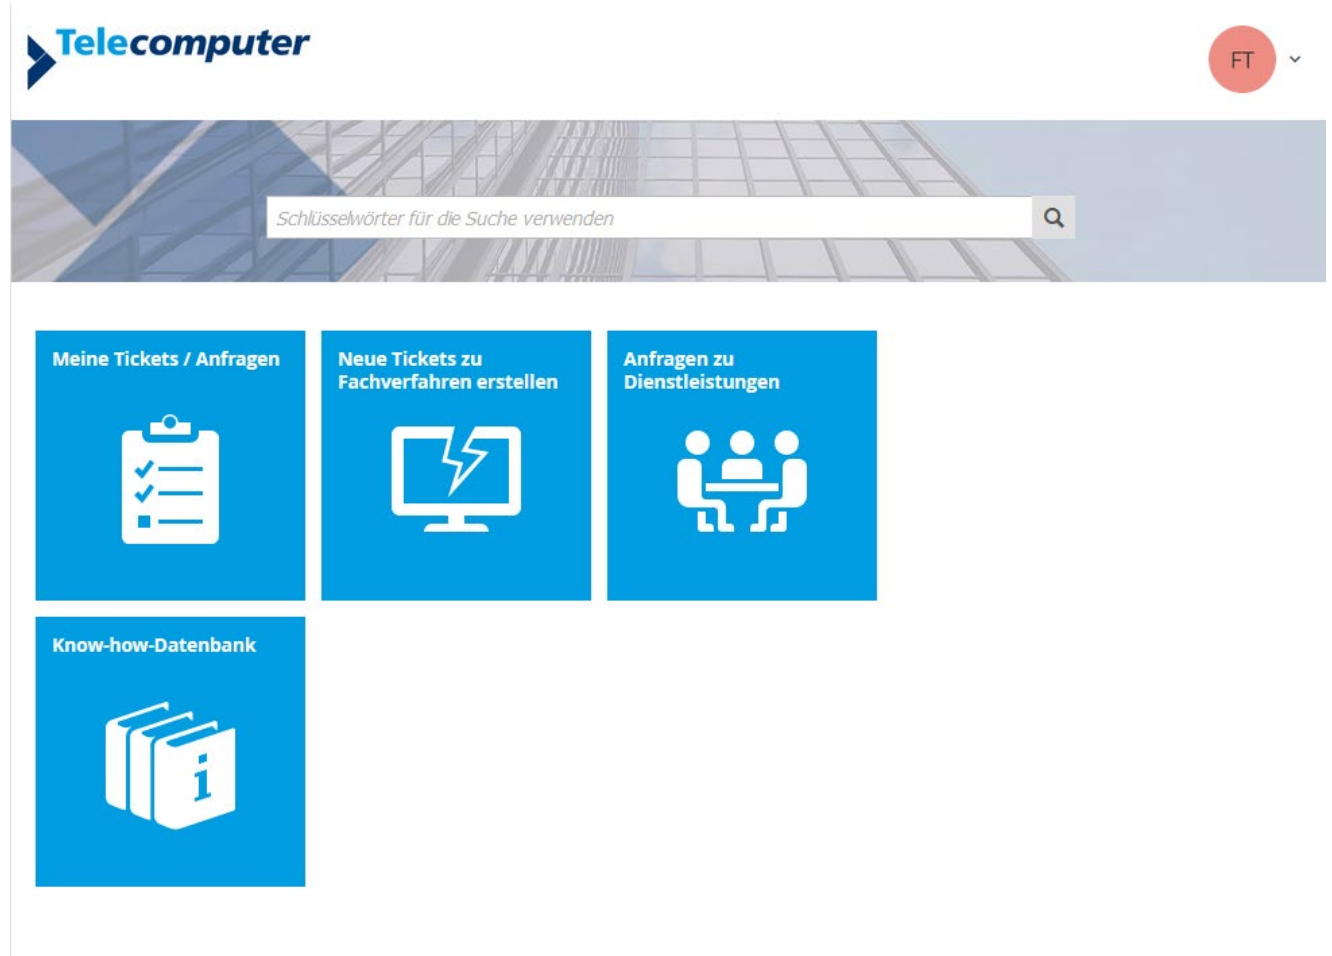 Telecomputer
FT
Schlüsselwörter für die Suche verwenden
Meine Tickets / Anfragen
Neue Tickets zu
Fachverfahren erstellen
Anfragen zu
Dienstleistungen
Know-how-Datenbank
i